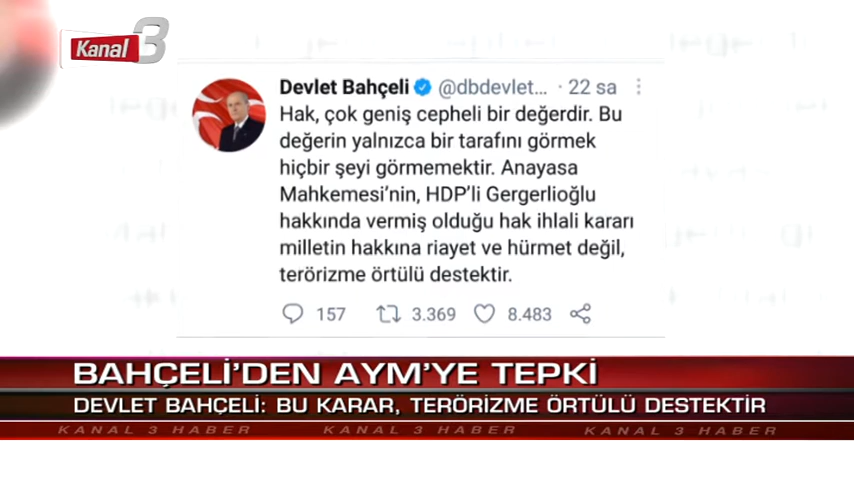 Kanal 3
Devlet Bahçeli @dbdevlet... · 22 sa
Hak, çok geniş cepheli bir değerdir. Bu
değerin yalnızca bir tarafını görmek
hiçbir şeyi görmemektir. Anayasa
Mahkemesi'nin, HDP'li Gergerlioğlu
hakkında vermiş olduğu hak ihlali kararı
milletin hakkına riayet ve hürmet değil,
terörizme örtülü destektir.
157 3.369 8.483
BAHÇELİ'DEN AYM'YE TEPKİ
DEVLET BAHÇELİ: BU KARAR, TERÖRİZME ÖRTÜLÜ DESTEKTİR
KANAL 3 HABER KANAL 3 HABER KANAL 3 HABER